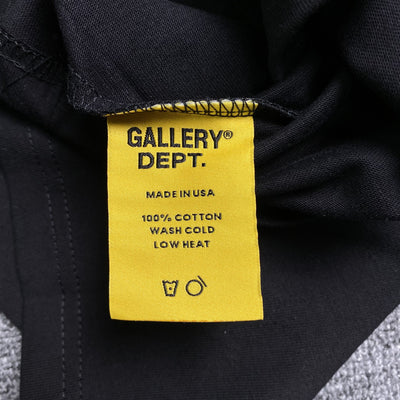 GALLERY®
DEPT.
MADE IN USA
100% COTTON
WASH COLD
LOW HEAT